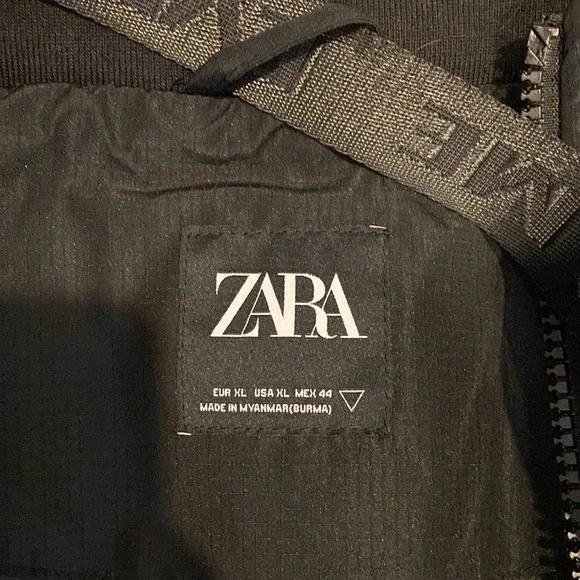 ZARA
EUR XL USA XL MEX 44
MADE IN MYANMAR(BURMA)